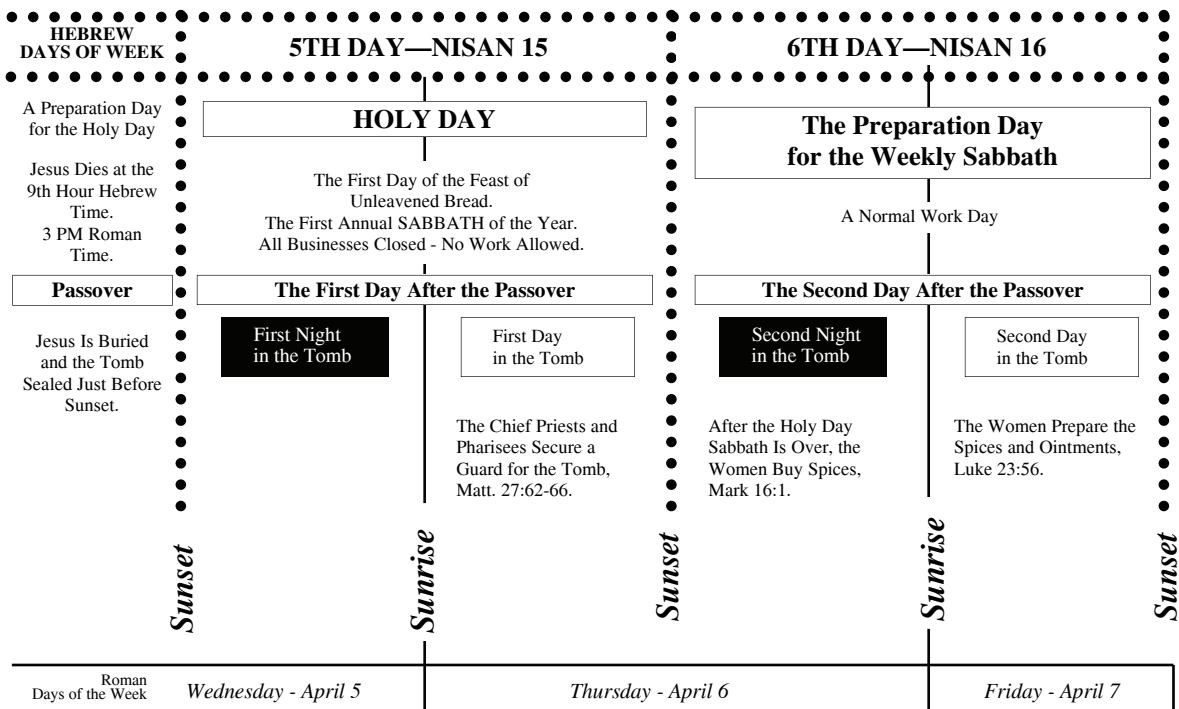 HEBREW
DAYS OF WEEK
5TH DAY—NISAN 15
6TH DAY—NISAN 16
A Preparation Day
for the Holy Day
Jesus Dies at the
9th Hour Hebrew
Time.
3 PM Roman
Time.
Passover
Jesus Is Buried
and the Tomb
Sealed Just Before
Sunset.
HOLY DAY
The First Day of the Feast of
Unleavened Bread.
The First Annual SABBATH of the Year.
All Businesses Closed - No Work Allowed.
The First Day After the Passover
First Night
in the Tomb
First Day
in the Tomb
The Chief Priests and
Pharisees Secure a
Guard for the Tomb,
Matt. 27:62-66.
The Preparation Day
for the Weekly Sabbath
A Normal Work Day
The Second Day After the Passover
Second Night
in the Tomb
Second Day
in the Tomb
After the Holy Day
Sabbath Is Over, the
Women Buy Spices,
Mark 16:1.
The Women Prepare the
Spices and Ointments,
Luke 23:56.
Sunset
Sunrise
Sunset
Sunrise
Sunset
Roman
Days of the Week
Wednesday - April 5
Thursday - April 6
Friday - April 7